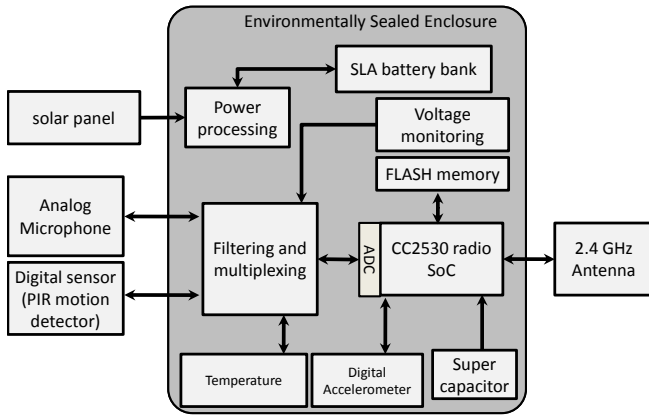 Environmentally Sealed Enclosure
SLA battery bank
solar panel
Power
processing
Voltage
monitoring
FLASH memory
Analog
Microphone
Filtering and
multiplexing
ADC
CC2530 radio
SoC
2.4 GHz
Antenna
Digital sensor
(PIR motion
detector)
Temperature
Digital
Accelerometer
Super
capacitor